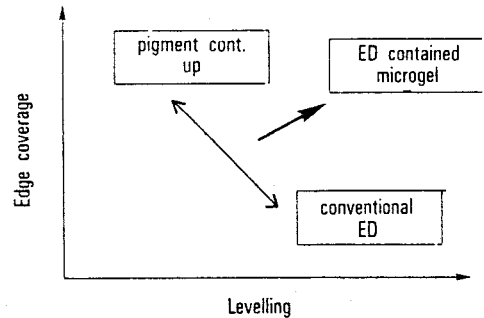 pigment cont.
up
ED contained
microgel
Edge coverage
conventional
ED
Levelling